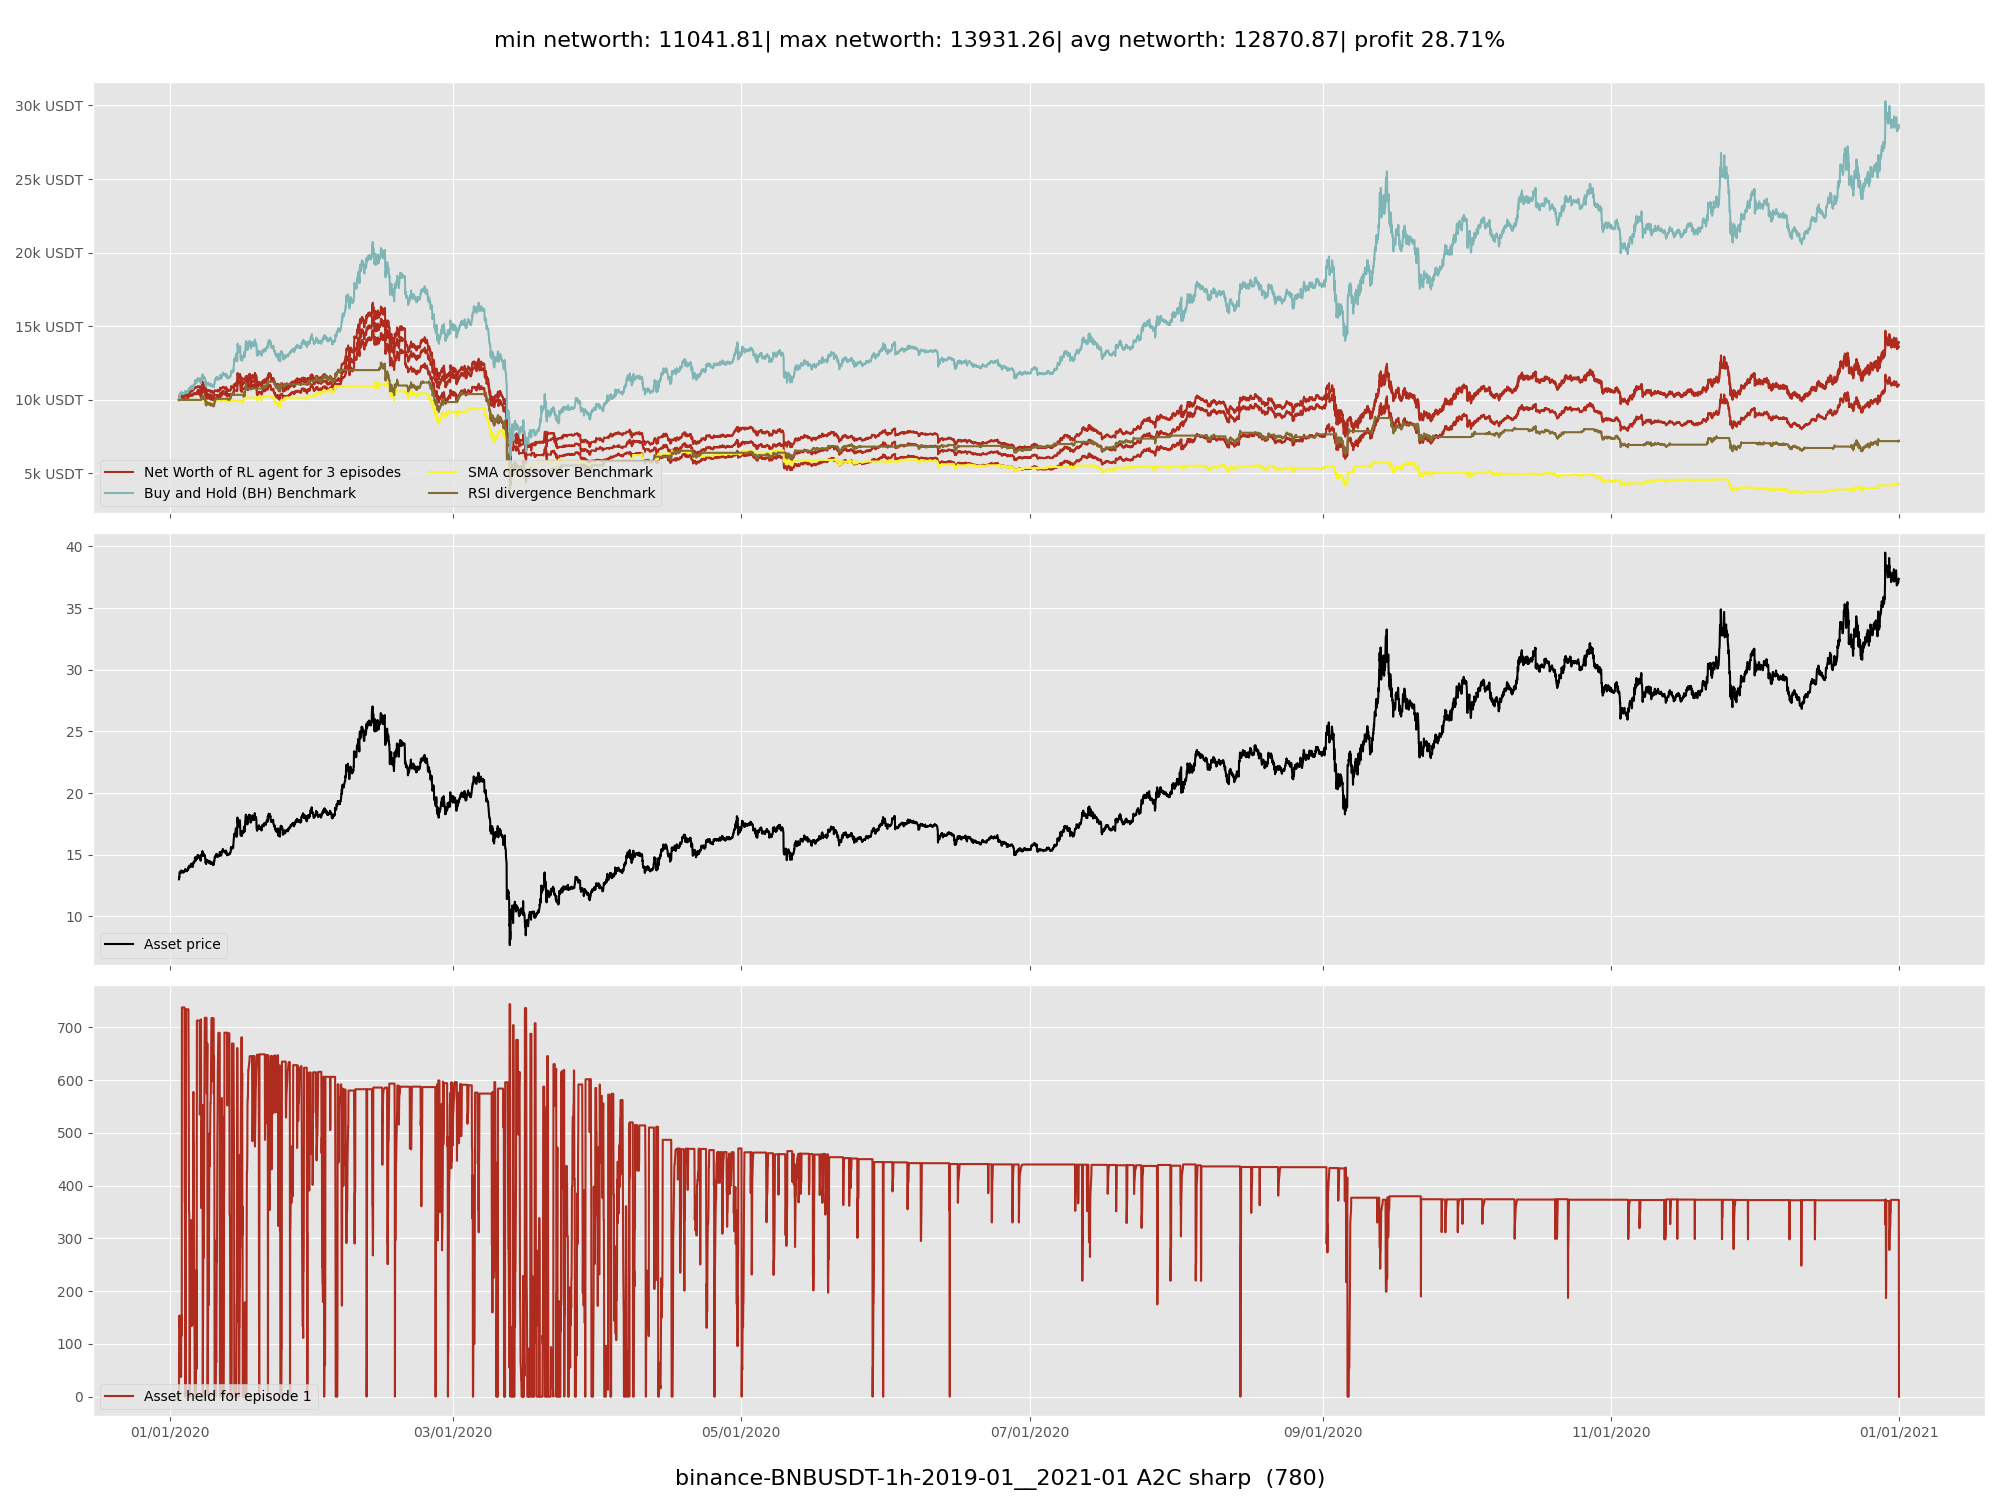 min networth: 11041.81| max networth: 13931.26| avg networth: 12870.87| profit 28.71%
30k USDT
25k USDT
20k USDT
15k USDT
10k USDT
5k USDT
Net Worth of RL agent for 3 episodes
Buy and Hold (BH) Benchmark
SMA crossover Benchmark
RSI divergence Benchmark
40
35
30
25
20
15
10
Asset price
700
600
500
400
300
200
100
0
Asset held for episode 1
01/01/2020 03/01/2020 05/01/2020 07/01/2020 09/01/2020 11/01/2020 01/01/2021
binance-BNBUSDT-1h-2019-01__2021-01 A2C sharp (780)